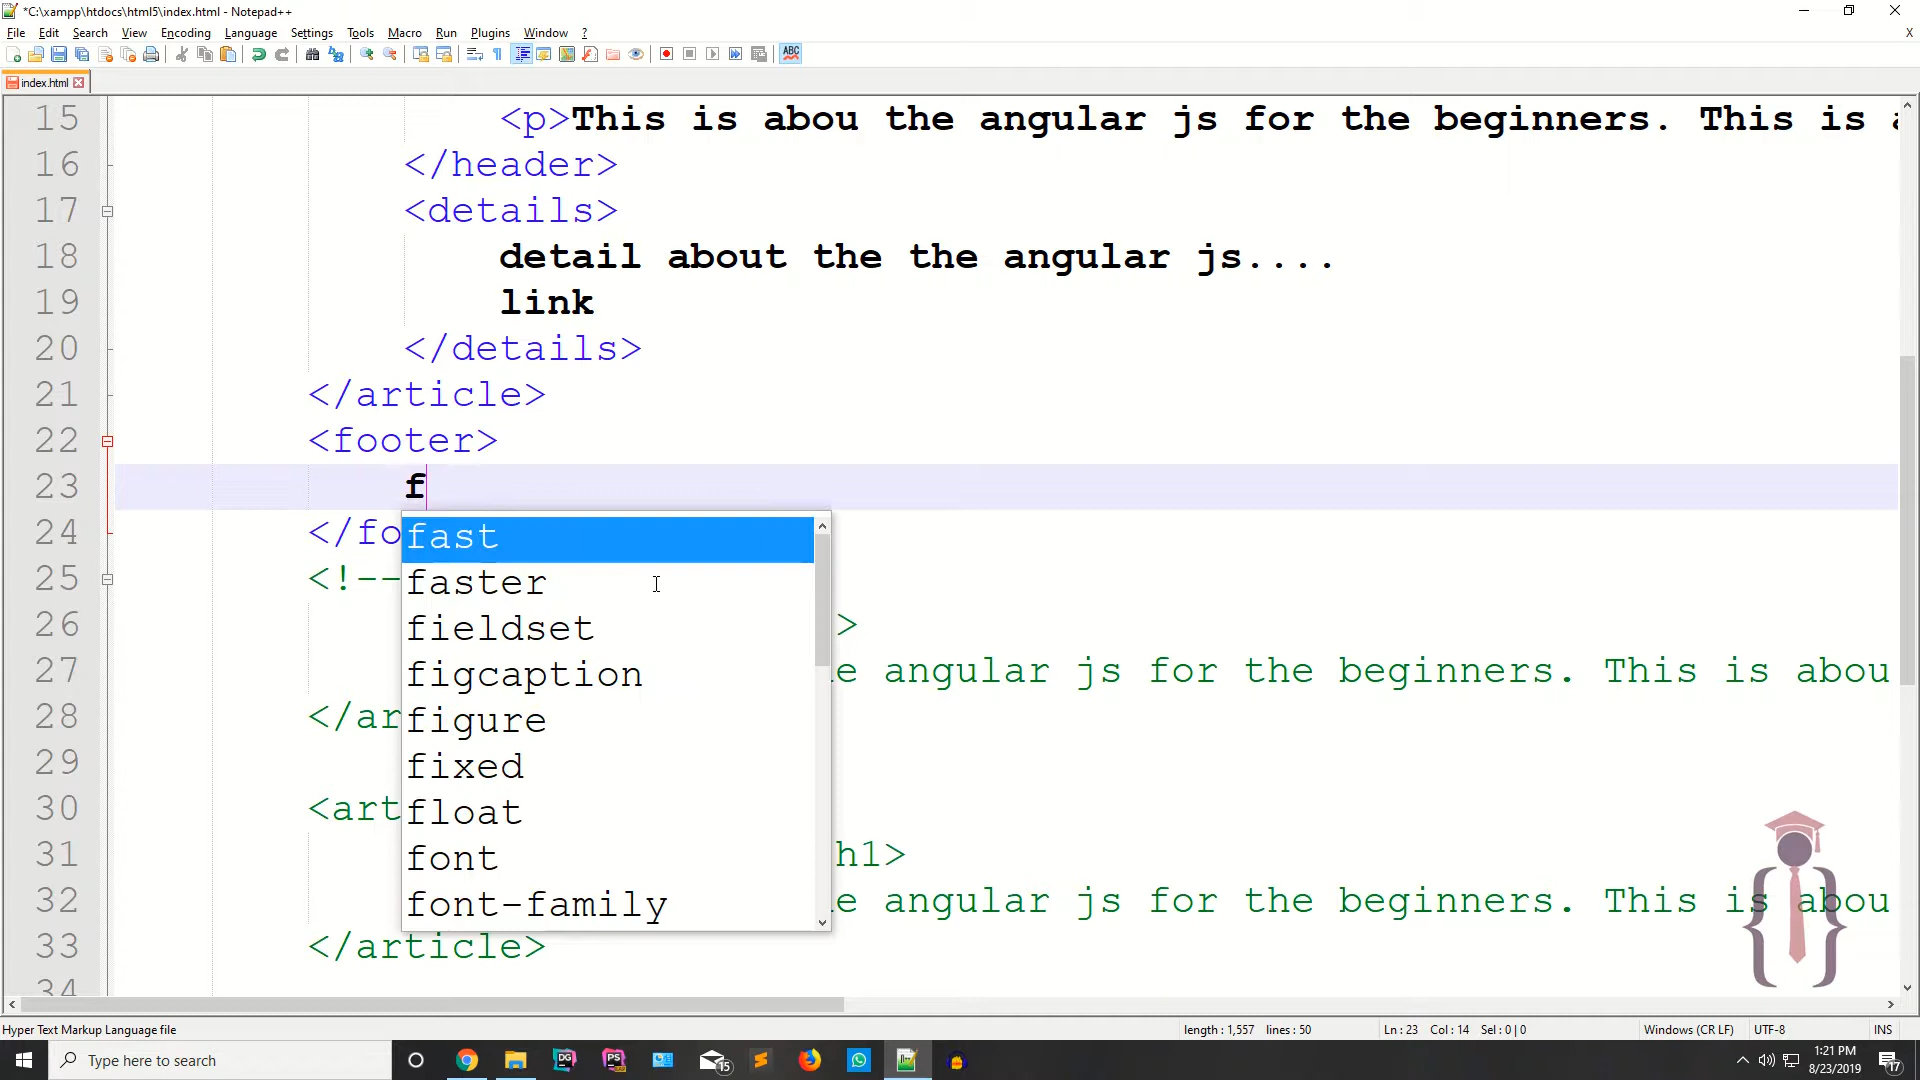 *C:\xampp\htdocs\html5\index.html - Notepad++
File Edit Search View Encoding Language Settings Tools Macro Run Plugins Window ? X
ABC
index.html
15 <p>This is abou the angular js for the beginners. This is
16 </header>
17 <details>
18 detail about the the angular js....
19 link
20 </details>
21 </article>
22 <footer>
23 f
24 </fo
25 <!--
26 >
27 e angular js for the beginners. This is abou
28 </ar
29
30 <art
31 h1>
32 e angular js for the beginners. This is abou
33 </article>
34
fast
faster
fieldset
figcaption
figure
fixed
float
font
font-family
Hyper Text Markup Language file length : 1,557 lines : 50 Ln : 23 Col : 14 Sel : 0 | 0 Windows (CR LF) UTF-8 INS
Type here to search
DG
PS
15
1:21 PM
8/23/2019
17